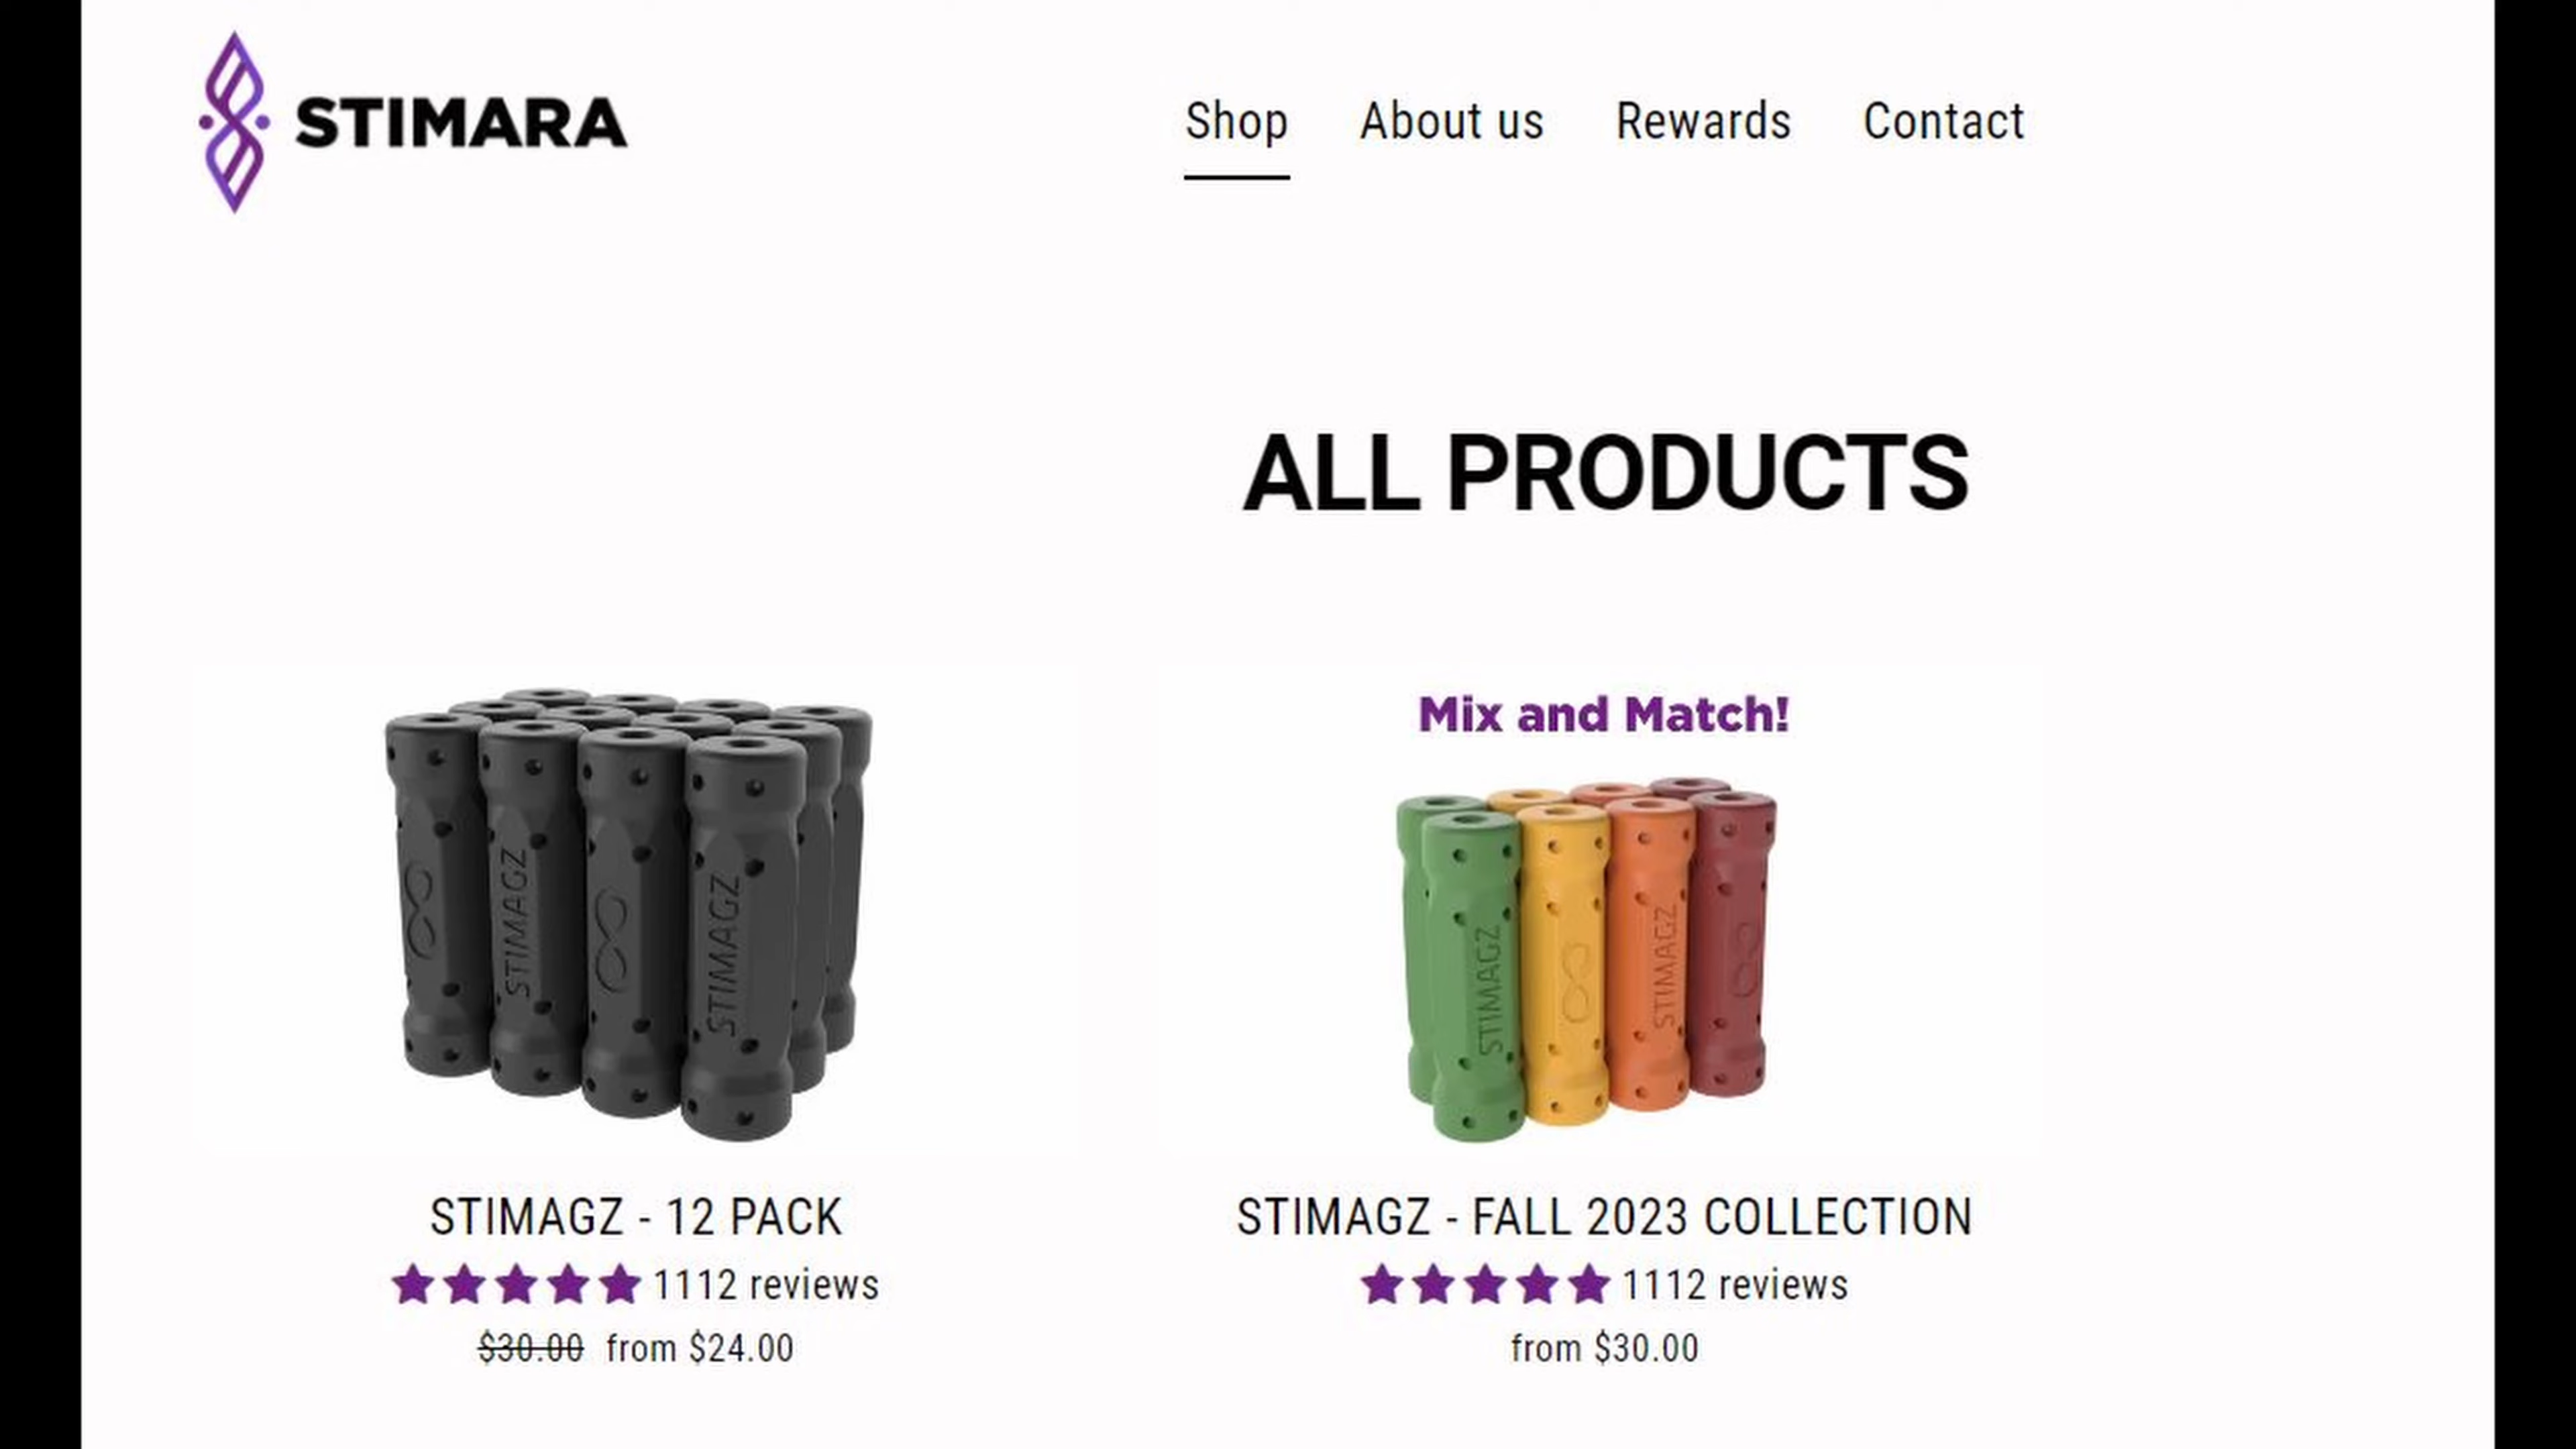 STIMARA
Shop About us Rewards Contact
ALL PRODUCTS
STIMAGZ
STIMAGZ
STIMAGZ - 12 PACK
1112 reviews
$30.00 from $24.00
Mix and Match!
STIMAGZ
STIMAGZ
STIMAGZ - FALL 2023 COLLECTION
1112 reviews
from $30.00